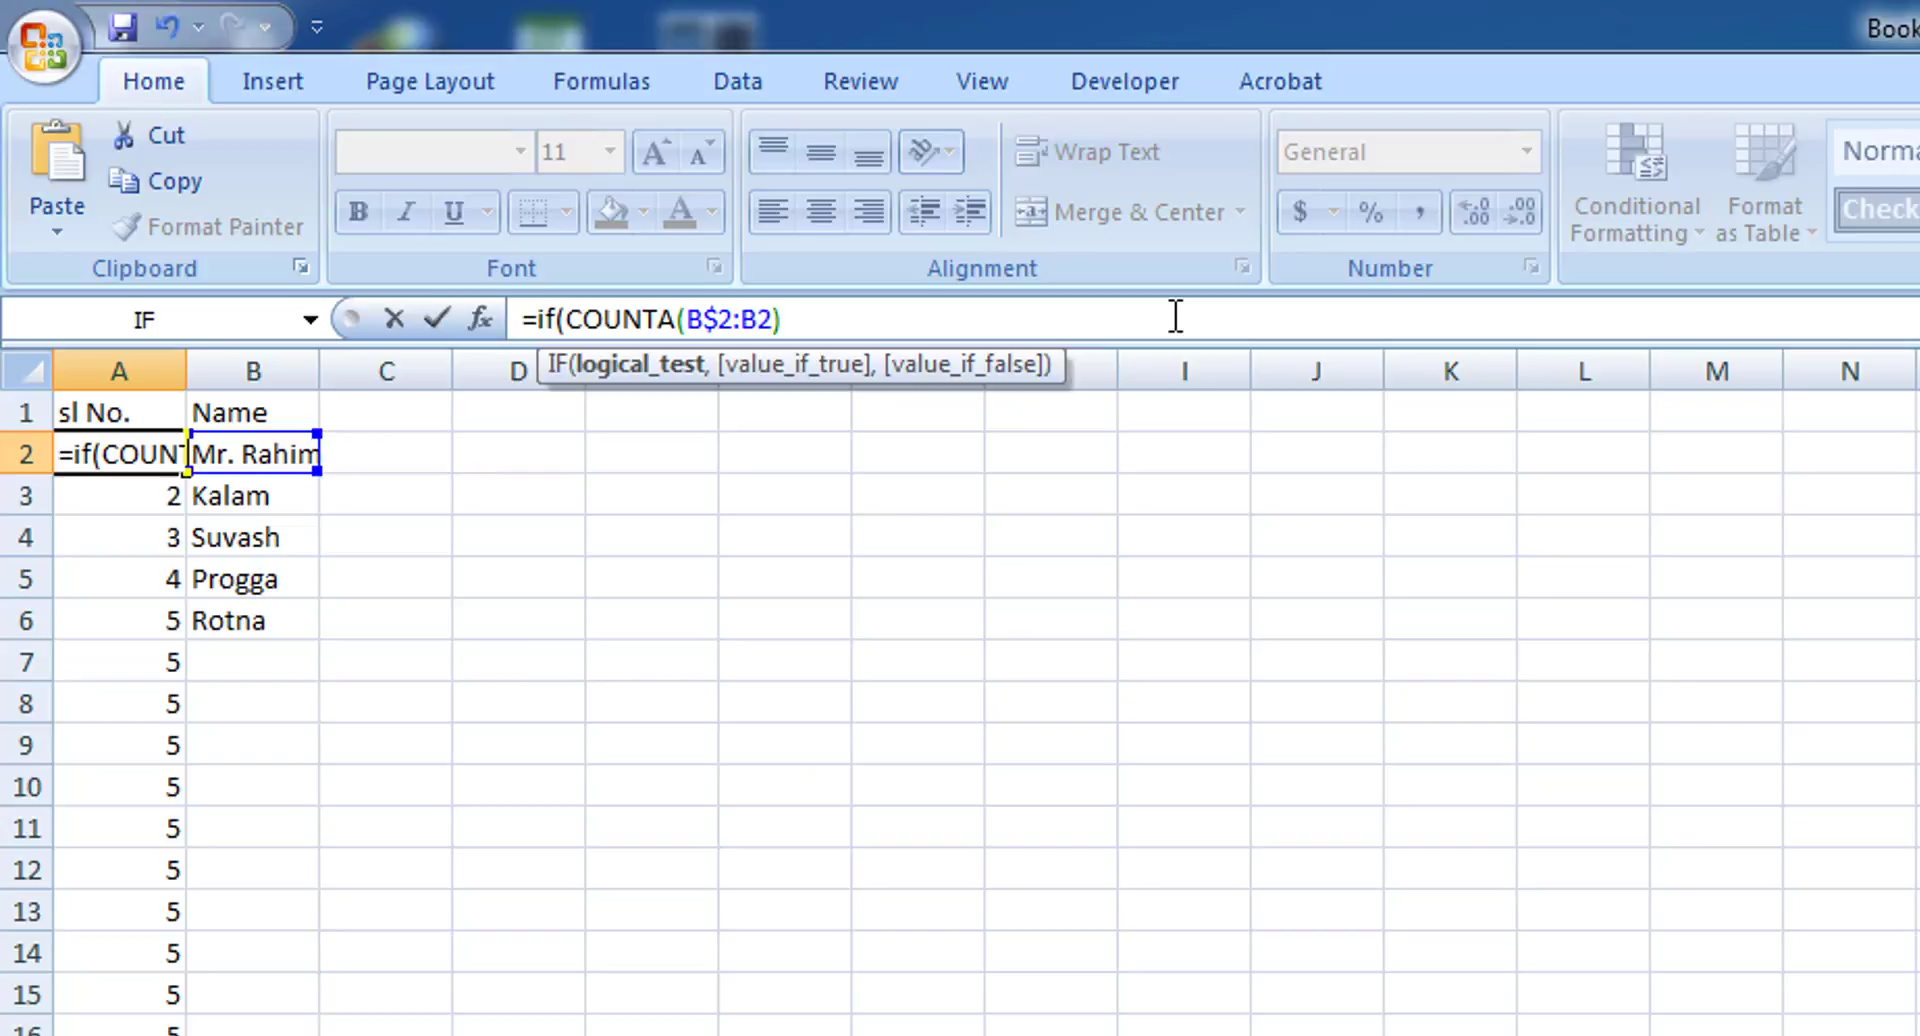 Book
Home Insert Page Layout Formulas Data Review View Developer Acrobat
Cut
Copy
Format Painter
Paste
Clipboard
11
A A
B I U A
Font
Wrap Text
Merge & Center
Alignment
General
$ % , .00
Number
Conditional Formatting
Format as Table
Norma
Check
IF fx =if(COUNTA(B$2:B2)
IF(logical_test, [value_if_true], [value_if_false])
A B C D I J K L M N
1 sl No. Name
2 =if(COUNT Mr. Rahim
3 2 Kalam
4 3 Suvash
5 4 Progga
6 5 Rotna
7 5
8 5
9 5
10 5
11 5
12 5
13 5
14 5
15 5
16 5